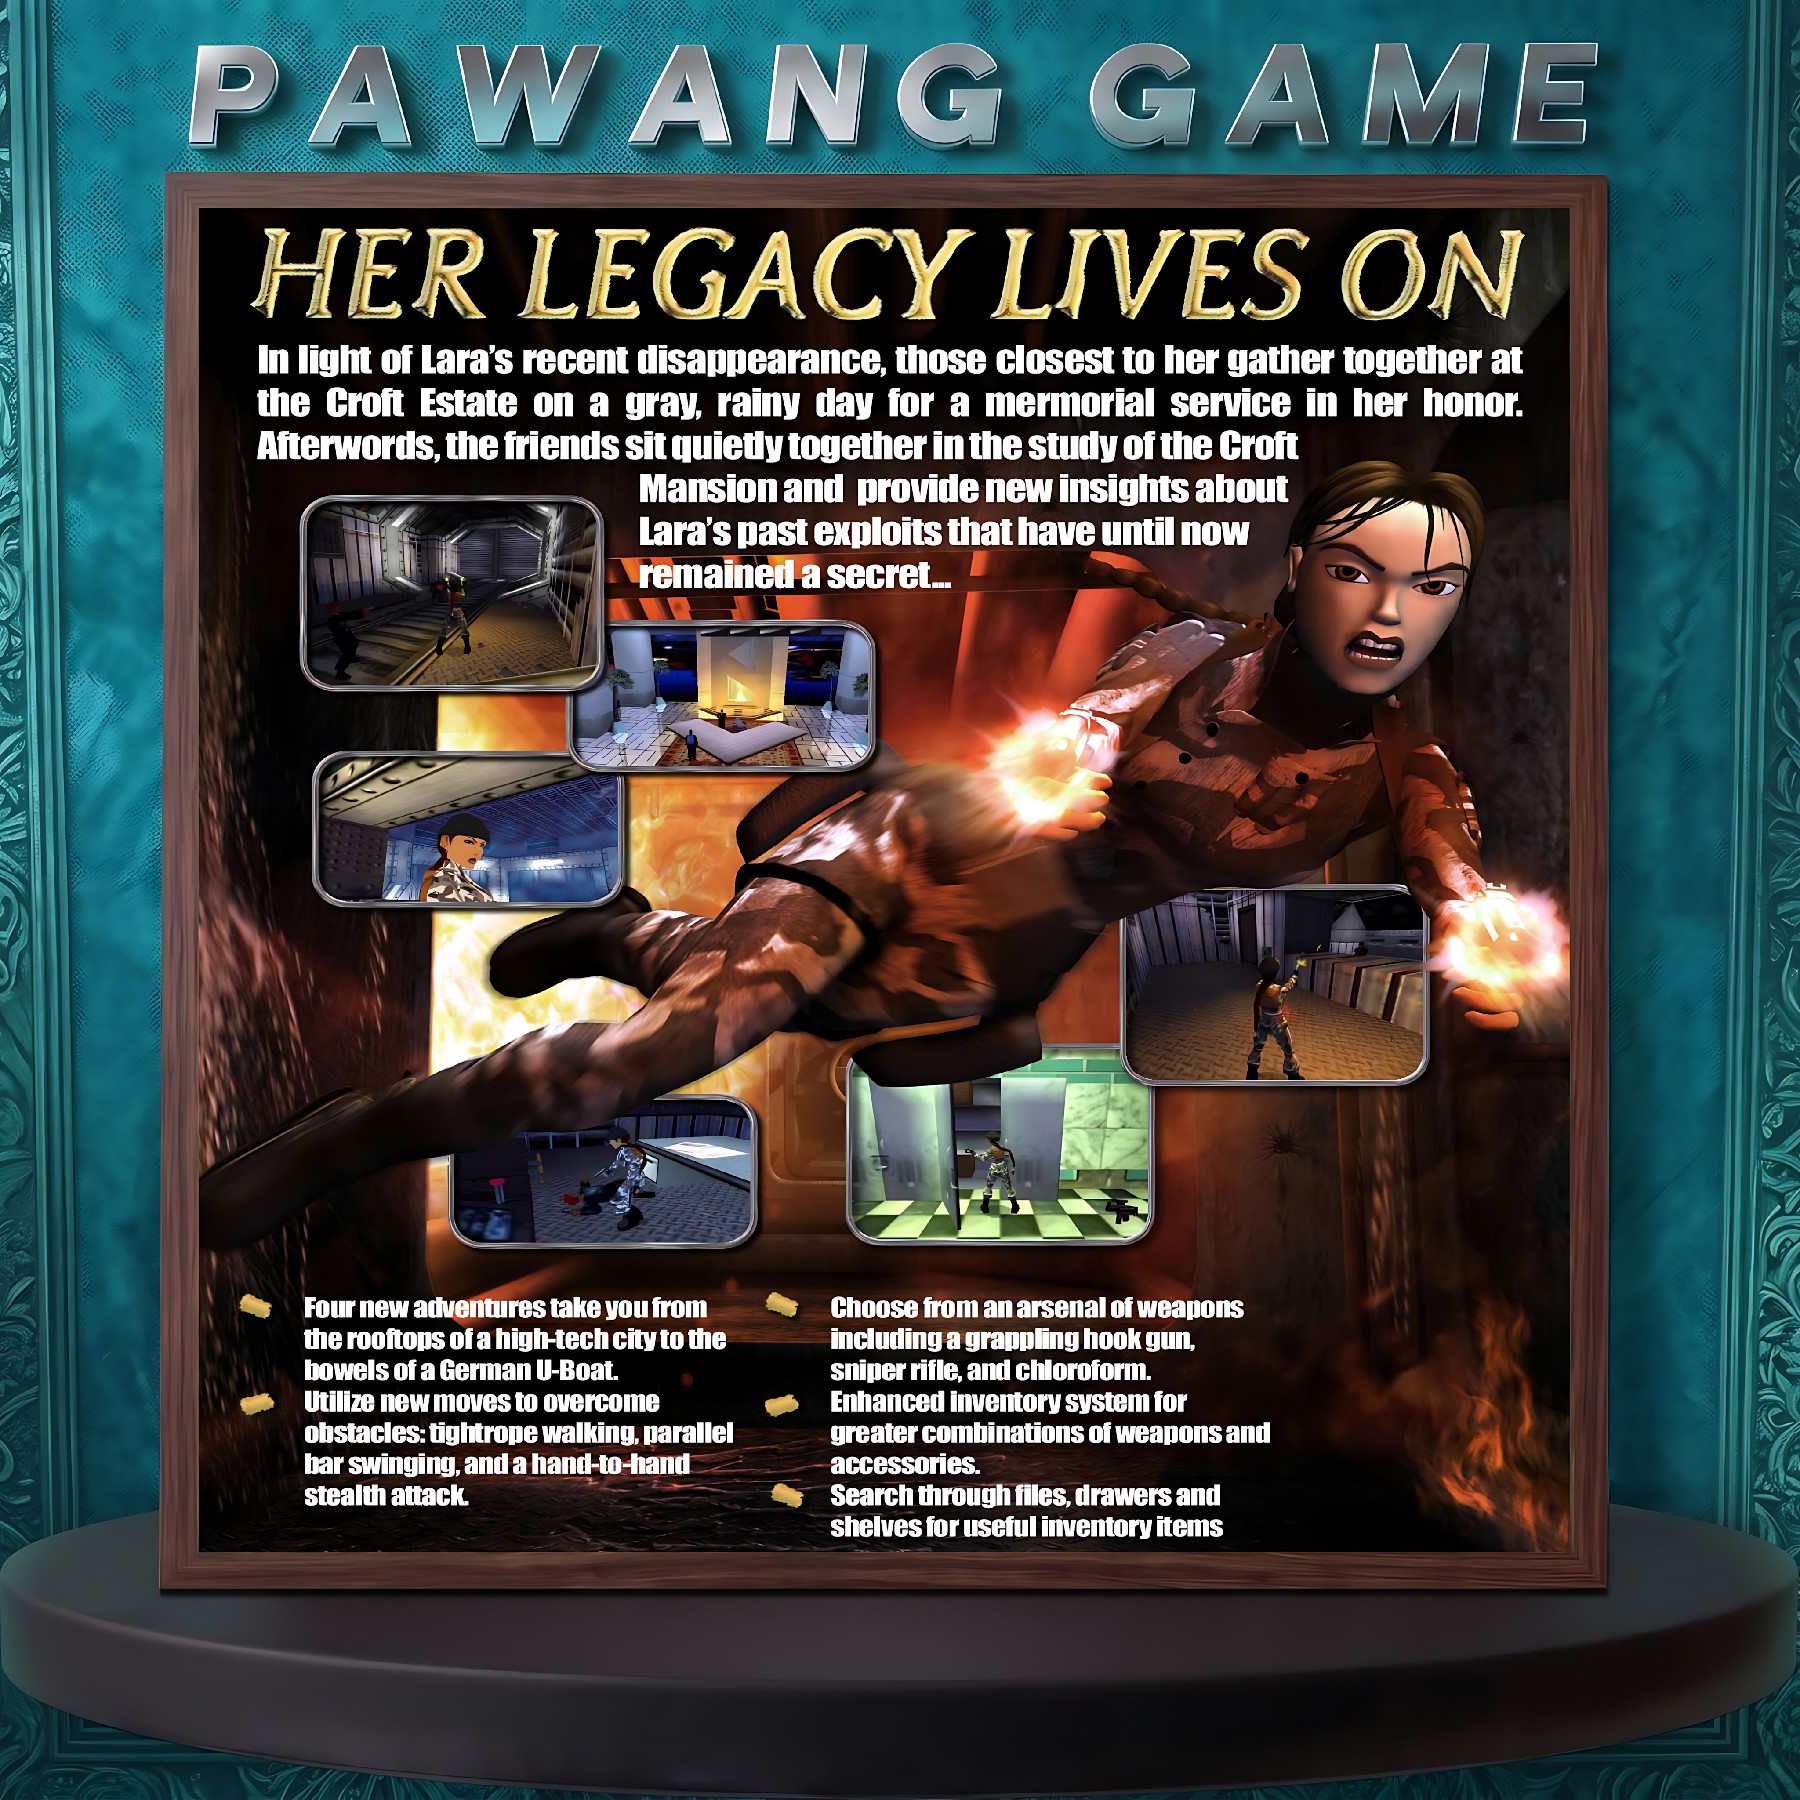 PAWANG GAME
HER LEGACY LIVES ON
In light of Lara's recent disappearance, those closest to her gather together at
the Croft Estate on a gray, rainy day for a mermorial service in her honor.
Afterwords, the friends sit quietly together in the study of the Croft
Mansion and provide new insights about
Lara's past exploits that have until now
remained a secret...
Four new adventures take you from
the rooftops of a high-tech city to the
bowels of a German U-Boat.
Utilize new moves to overcome
obstacles: tightrope walking, parallel
bar swinging, and a hand-to-hand
stealth attack.
Choose from an arsenal of weapons
including a grappling hook gun,
sniper rifle, and chloroform.
Enhanced inventory system for
greater combinations of weapons and
accessories.
Search through files, drawers and
shelves for useful inventory items